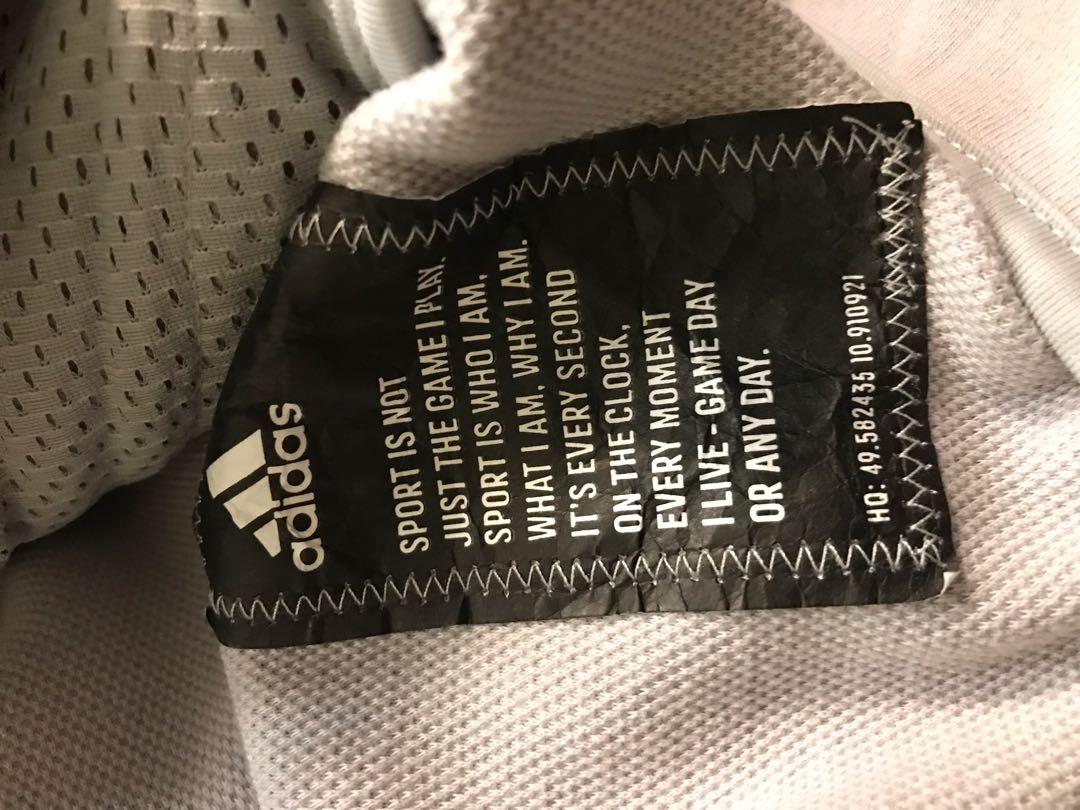 adidas
SPORT IS NOT
JUST THE GAME I PLAY.
SPORT IS WHO I AM,
WHAT I AM, WHY I AM.
IT'S EVERY SECOND
ON THE CLOCK,
EVERY MOMENT
I LIVE - GAME DAY
OR ANY DAY.
HQ: 49.582435 10.910921